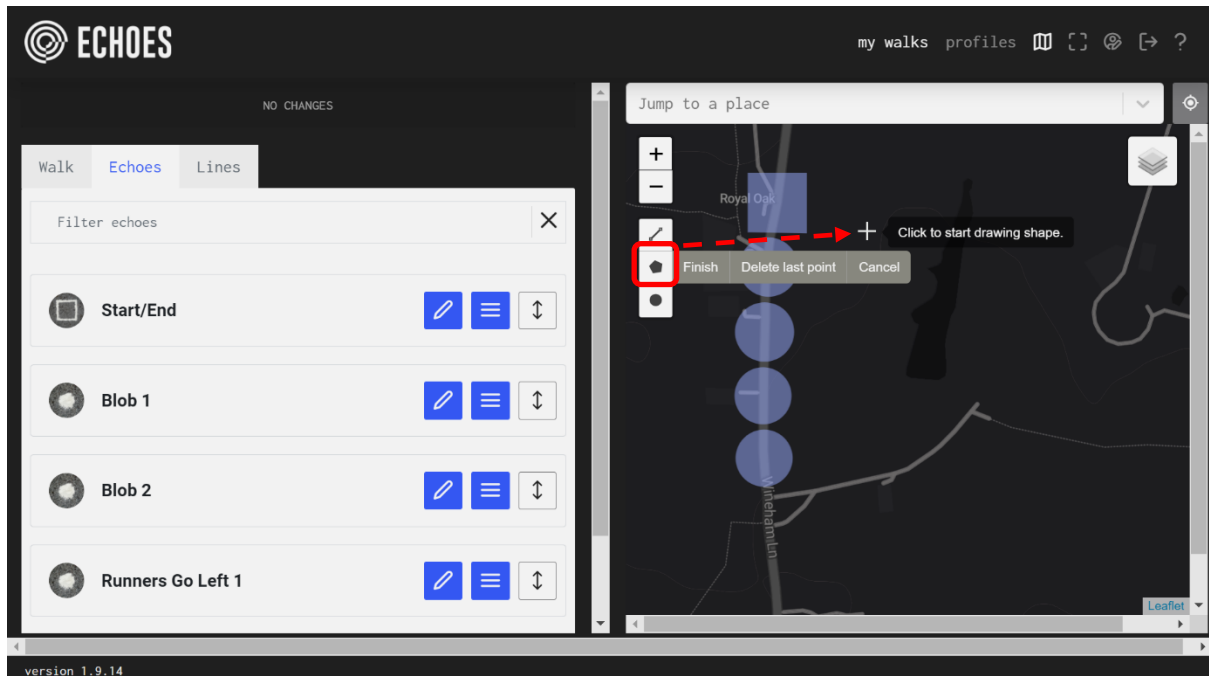 ECHOES
my walks profiles ?
NO CHANGES
Jump to a place
Walk Echoes Lines
Filter echoes
Start/End
Blob 1
Blob 2
Runners Go Left 1
+
−
Royal Oak
Click to start drawing shape.
Finish Delete last point Cancel
Wineham Ln
Leaflet
version 1.9.14